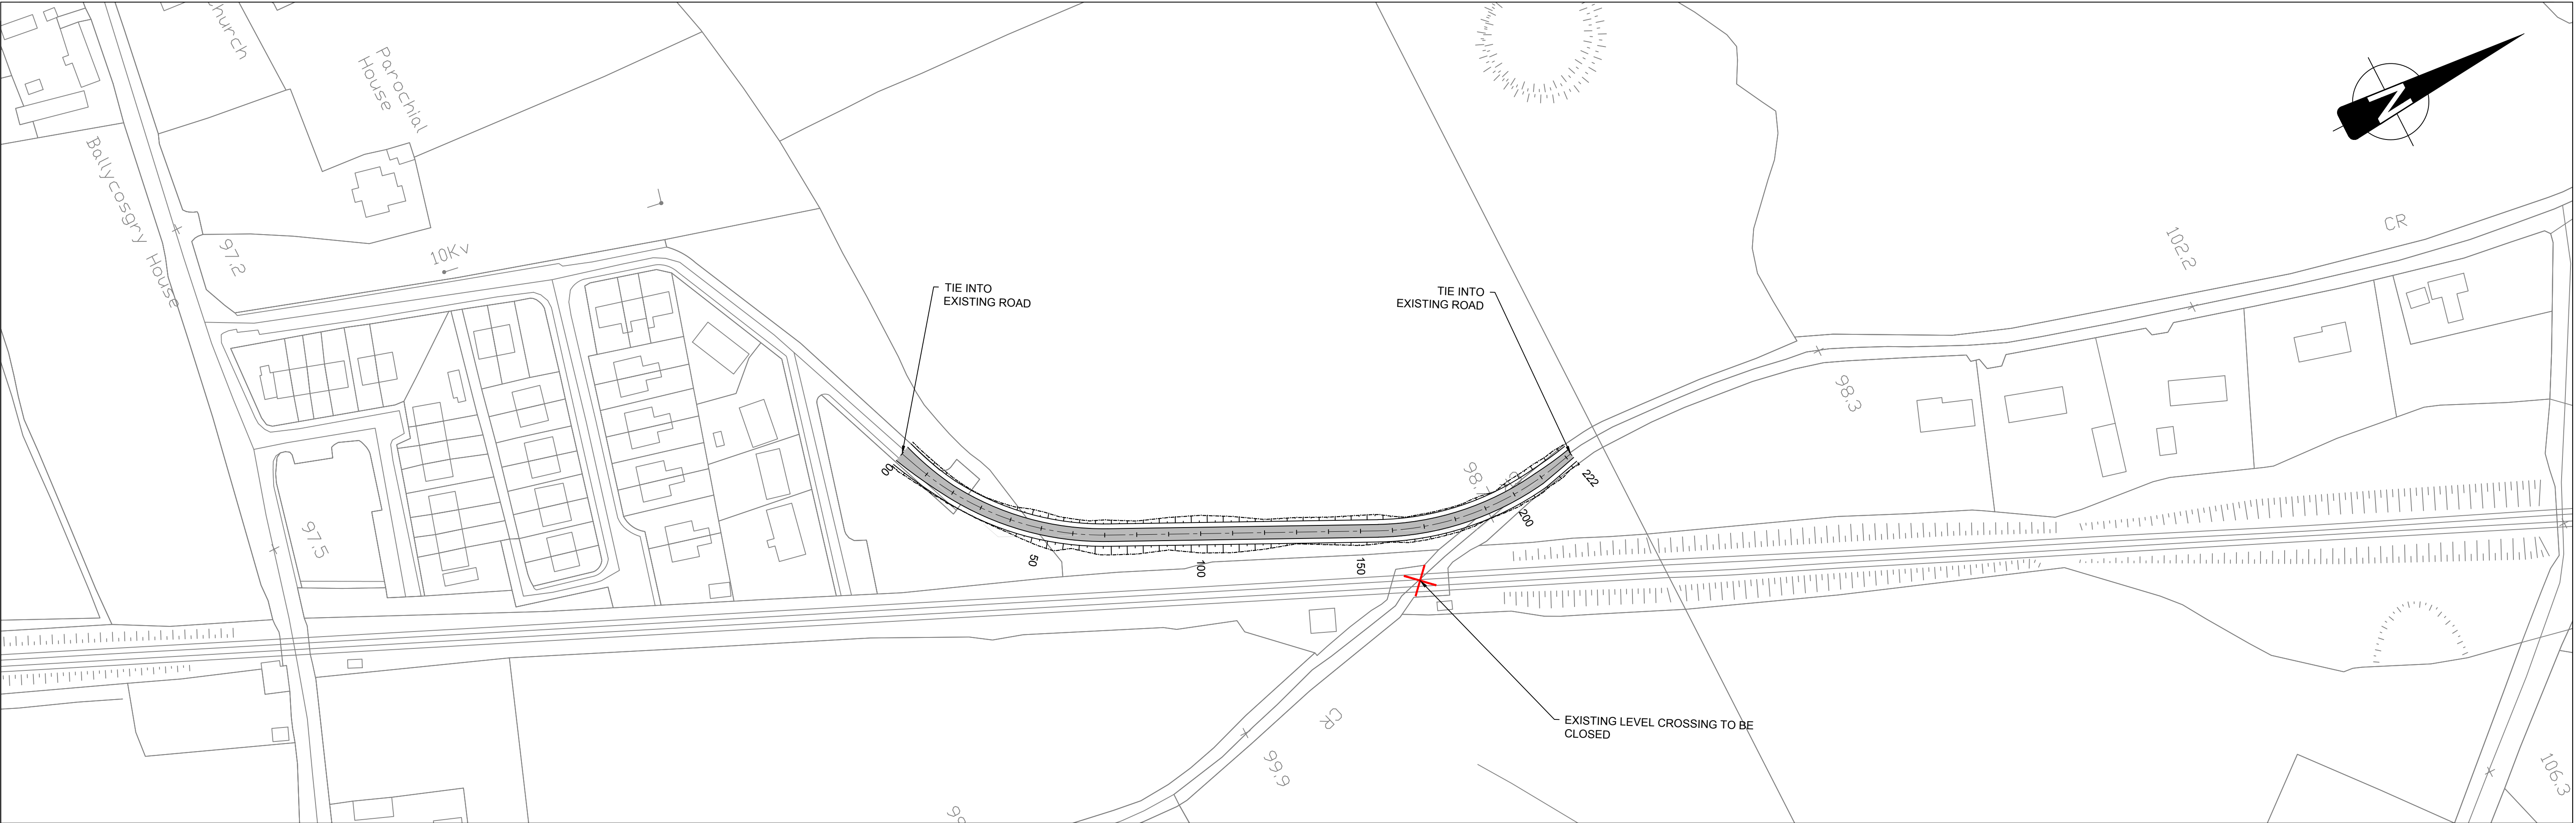 Church
Parochial
House
Ballycosgry House
97.2
10Kv
97.5
TIE INTO
EXISTING ROAD
TIE INTO
EXISTING ROAD
00
50
100
150
200
222
98.3
102.2
CR
N
CR
99.9
106.3
EXISTING LEVEL CROSSING TO BE
CLOSED